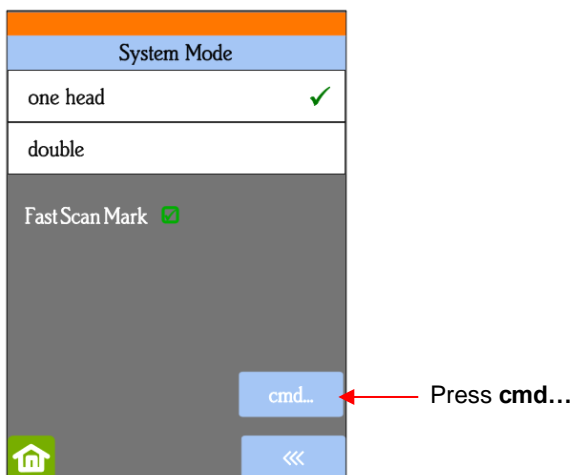 System Mode
one head
double
Fast Scan Mark
cmd... Press cmd…
<<<